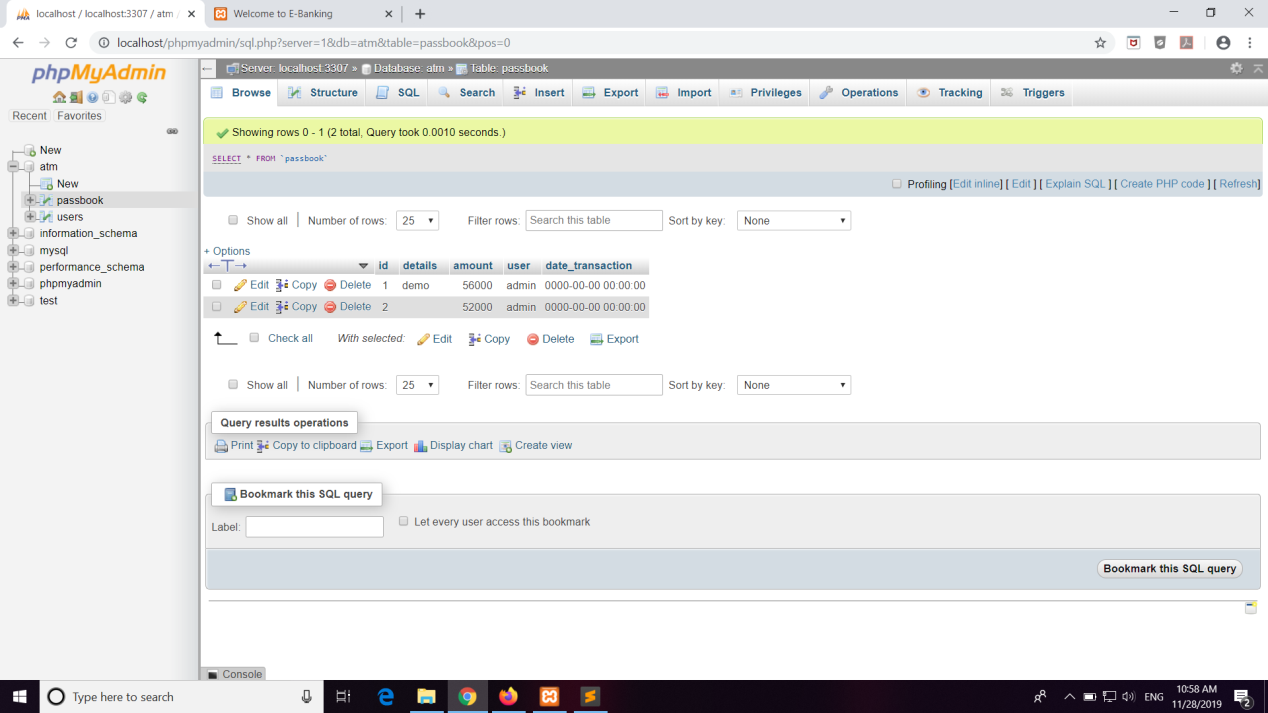 localhost / localhost:3307 / atm /
Welcome to E-Banking
localhost/phpmyadmin/sql.php?server=1&db=atm&table=passbook&pos=0
phpMyAdmin
Recent Favorites
New
atm
New
passbook
users
information_schema
mysql
performance_schema
phpmyadmin
test
Server: localhost:3307 » Database: atm » Table: passbook
Browse Structure SQL Search Insert Export Import Privileges Operations Tracking Triggers
Showing rows 0 - 1 (2 total, Query took 0.0010 seconds.)
SELECT * FROM `passbook`
Profiling [Edit inline] [ Edit ] [ Explain SQL ] [ Create PHP code ] [ Refresh]
Show all Number of rows: 25 Filter rows: Search this table Sort by key: None
+ Options
←T→ id details amount user date_transaction
Edit Copy Delete 1 demo 56000 admin 0000-00-00 00:00:00
Edit Copy Delete 2 52000 admin 0000-00-00 00:00:00
Check all With selected: Edit Copy Delete Export
Show all Number of rows: 25 Filter rows: Search this table Sort by key: None
Query results operations
Print Copy to clipboard Export Display chart Create view
Bookmark this SQL query
Label: Let every user access this bookmark
Bookmark this SQL query
Console
Type here to search
ENG
10:58 AM
11/28/2019
2